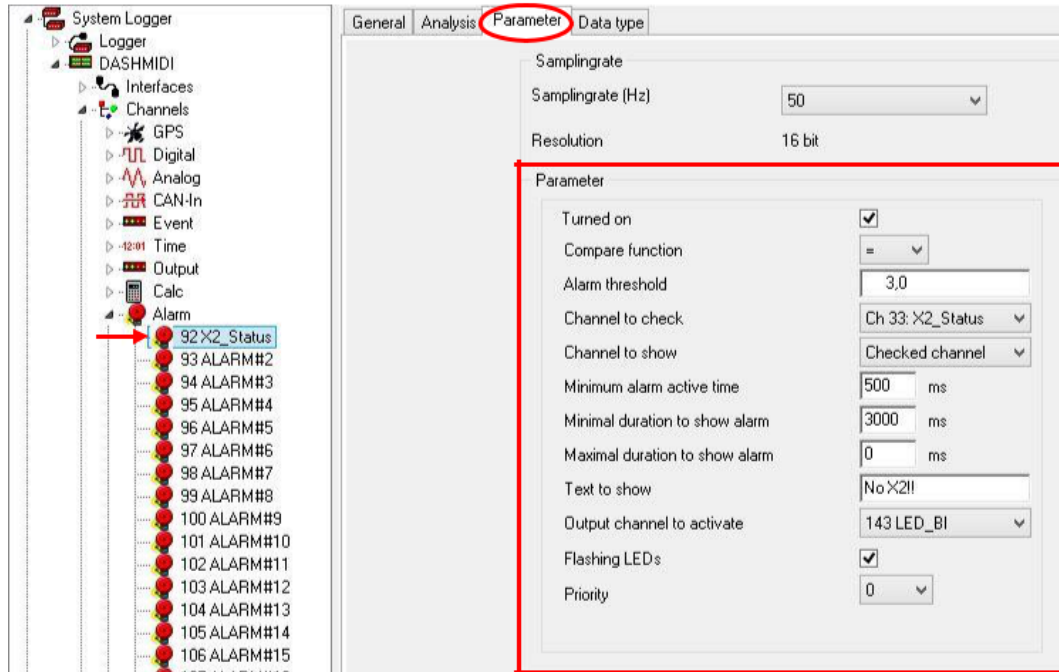 System Logger
Logger
DASHMIDI
Interfaces
Channels
GPS
Digital
Analog
CAN-In
Event
12:01 Time
Output
Calc
Alarm
92 X2_Status
93 ALARM#2
94 ALARM#3
95 ALARM#4
96 ALARM#5
97 ALARM#6
98 ALARM#7
99 ALARM#8
100 ALARM#9
101 ALARM#10
102 ALARM#11
103 ALARM#12
104 ALARM#13
105 ALARM#14
106 ALARM#15
General Analysis Parameter Data type
Samplingrate
Samplingrate (Hz) 50
Resolution 16 bit
Parameter
Turned on
Compare function =
Alarm threshold 3,0
Channel to check Ch 33: X2_Status
Channel to show Checked channel
Minimum alarm active time 500 ms
Minimal duration to show alarm 3000 ms
Maximal duration to show alarm 0 ms
Text to show No X2!!
Output channel to activate 143 LED_Bl
Flashing LEDs
Priority 0